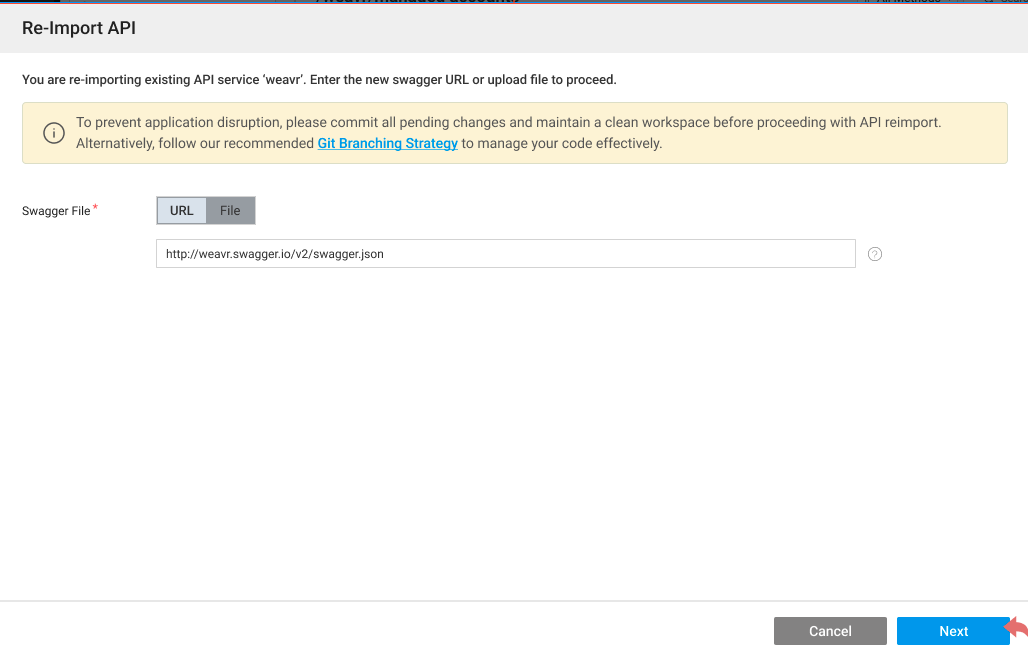 Re-Import API
You are re-importing existing API service ‘weavr’. Enter the new swagger URL or upload file to proceed.
To prevent application disruption, please commit all pending changes and maintain a clean workspace before proceeding with API reimport.
Alternatively, follow our recommended Git Branching Strategy to manage your code effectively.
Swagger File * URL File
http://weavr.swagger.io/v2/swagger.json ?
Cancel Next